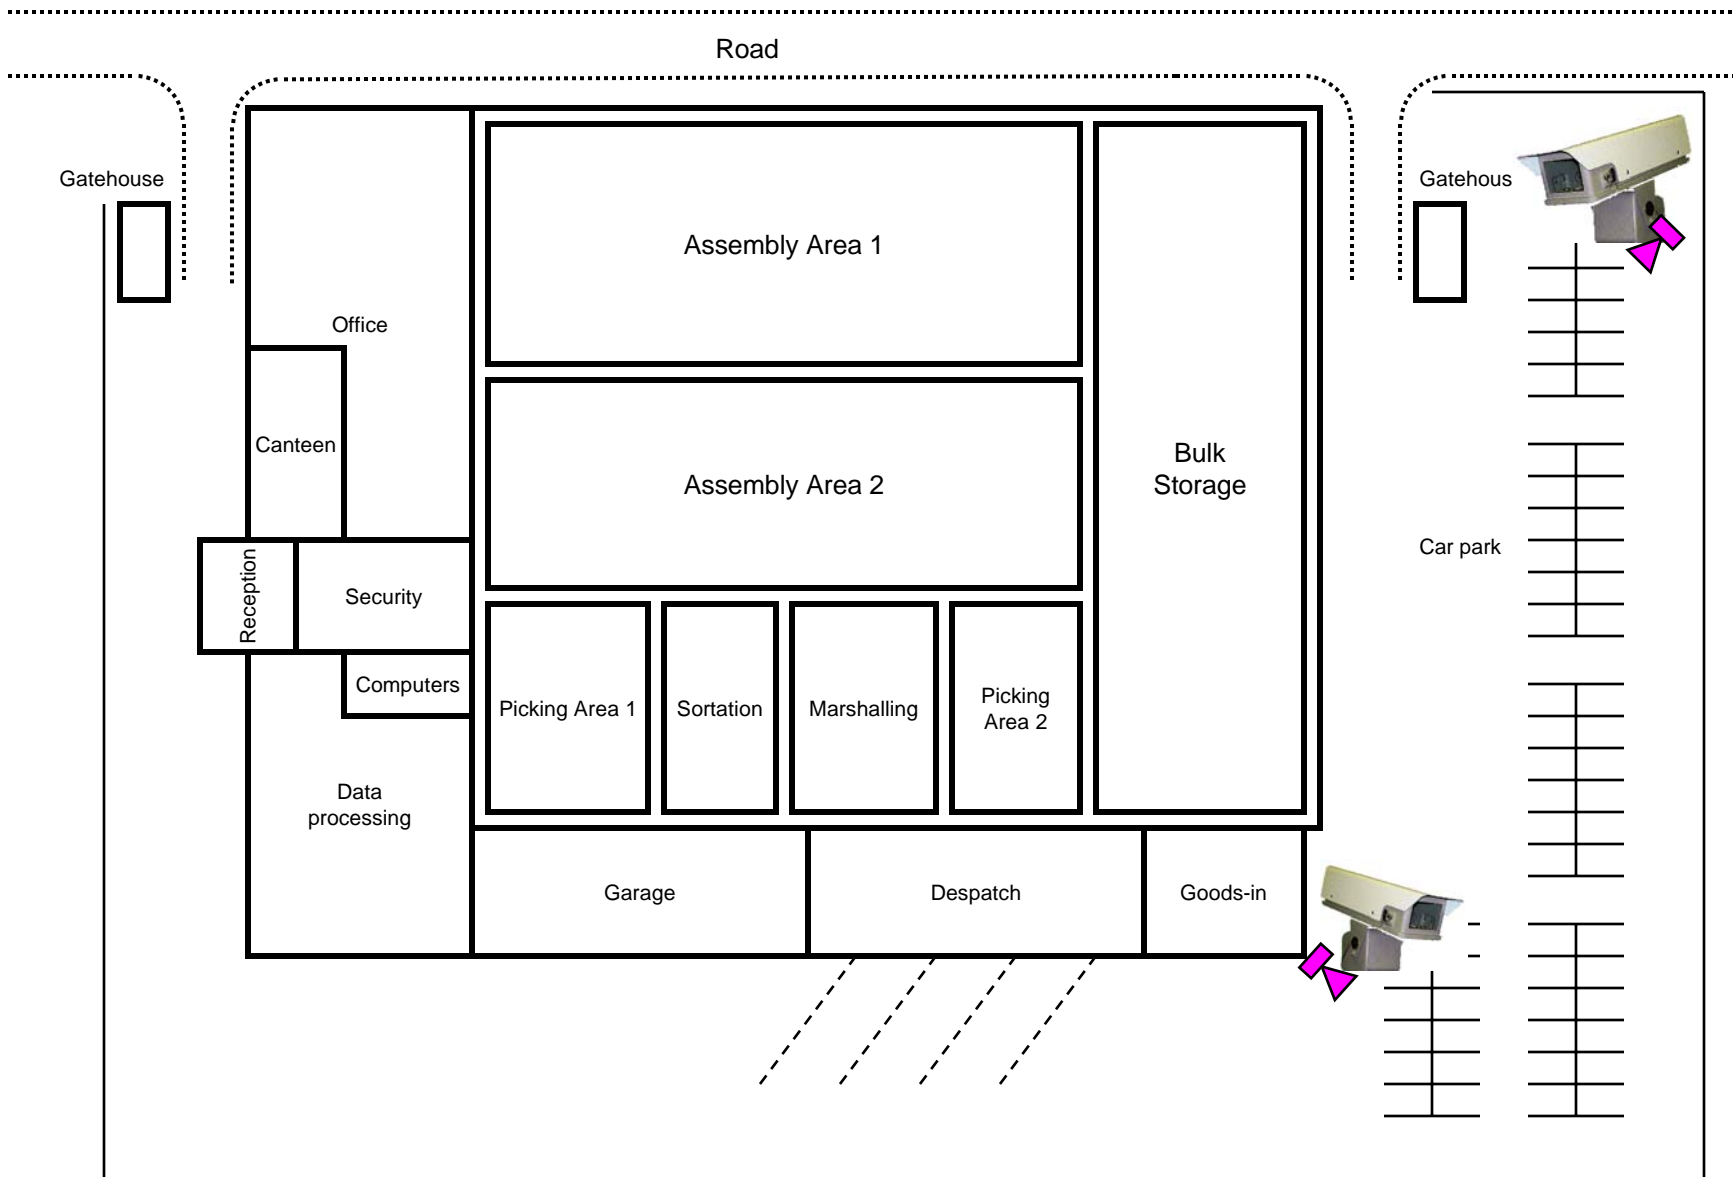 Road
Gatehouse
Gatehous
Assembly Area 1
Office
Canteen
Assembly Area 2
Bulk
Storage
Car park
Reception
Security
Computers
Picking Area 1
Sortation
Marshalling
Picking
Area 2
Data
processing
Garage
Despatch
Goods-in